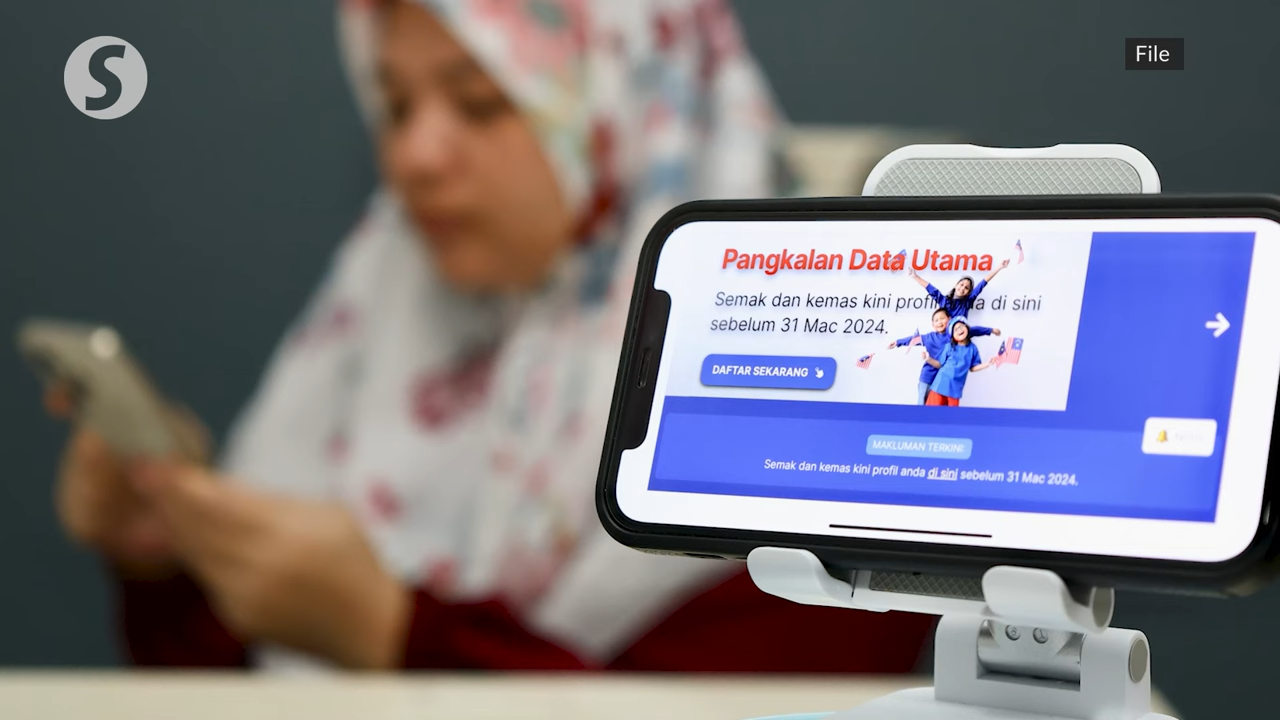 S
File
Pangkalan Data Utama
Semak dan kemas kini profil anda di sini
sebelum 31 Mac 2024.
DAFTAR SEKARANG
MAKLUMAN TERKINI
Semak dan kemas kini profil anda di sini sebelum 31 Mac 2024.